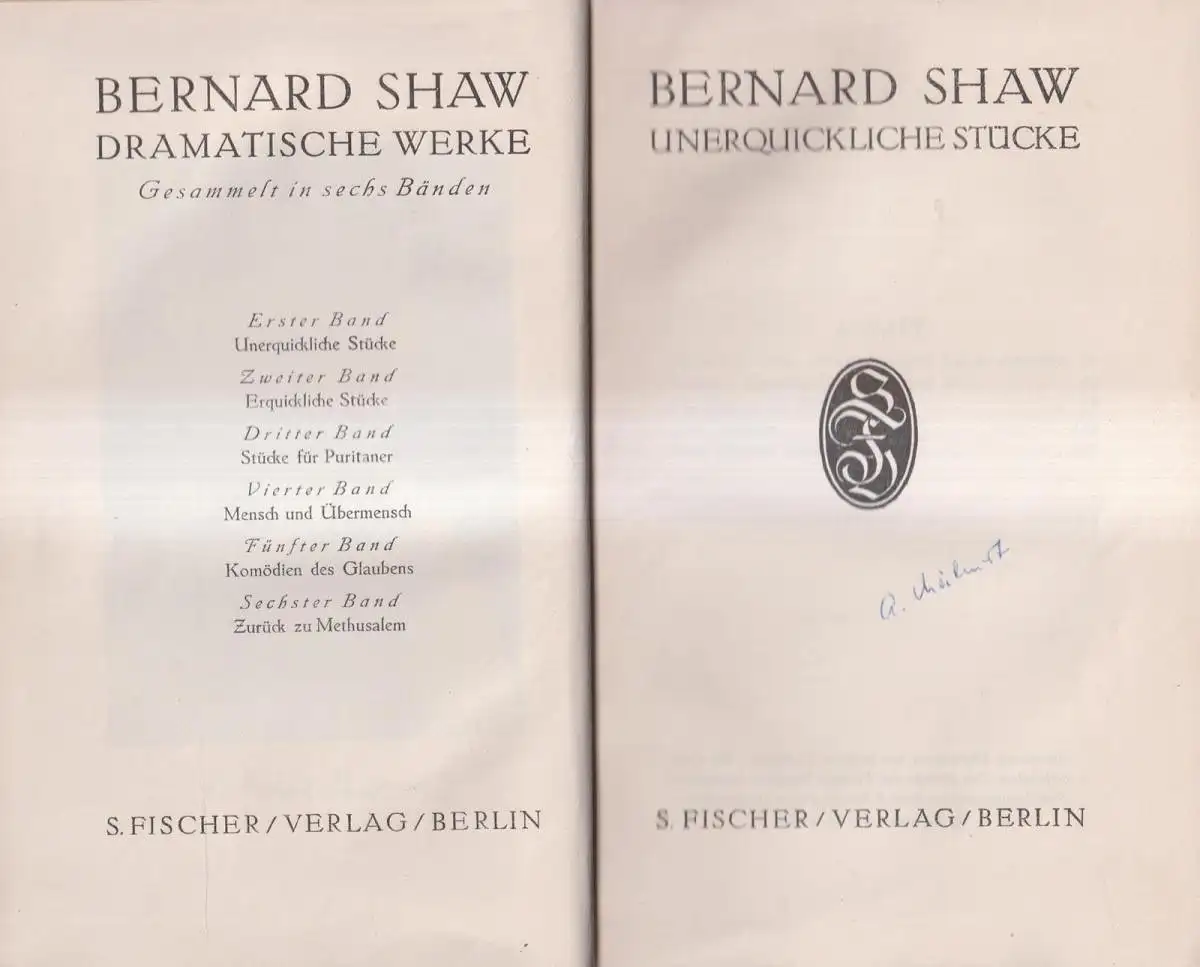 BERNARD SHAW
DRAMATISCHE WERKE
Gesammelt in sechs Bänden
Erster Band
Unerquickliche Stücke
Zweiter Band
Erquickliche Stücke
Dritter Band
Stücke für Puritaner
Vierter Band
Mensch und Übermensch
Fünfter Band
Komödien des Glaubens
Sechster Band
Zurück zu Methusalem
S. FISCHER / VERLAG / BERLIN
BERNARD SHAW
UNERQUICKLICHE STÜCKE
S. FISCHER / VERLAG / BERLIN